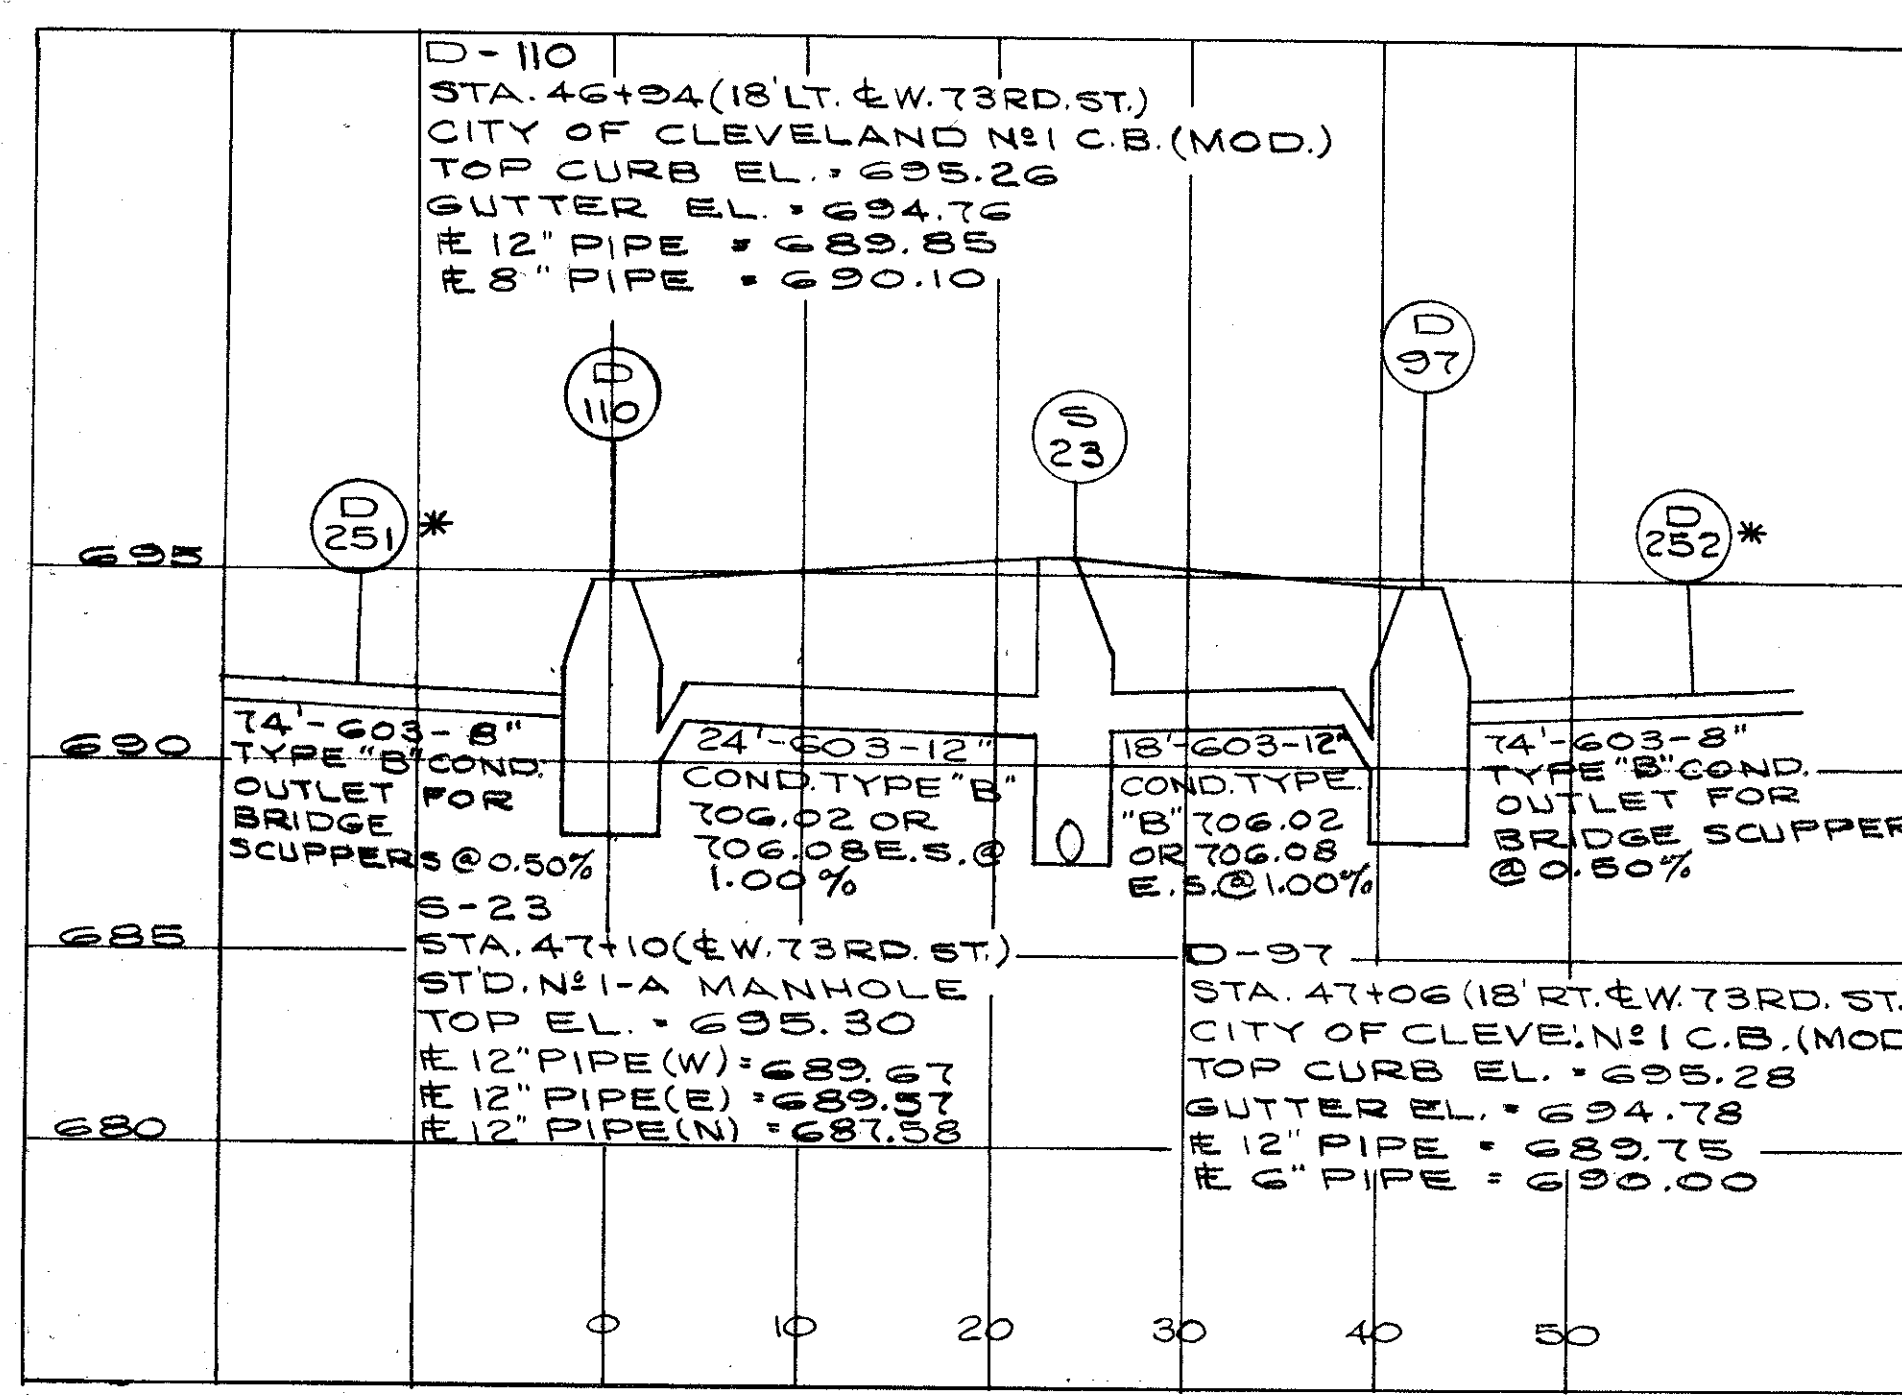 D-110
STA. 46+94 (18' LT. ℄ W. 73RD. ST.)
CITY OF CLEVELAND Nº 1 C.B. (MOD.)
TOP CURB EL. = 695.26
GUTTER EL. = 694.76
12" PIPE = 689.85
8" PIPE = 690.10
D
110
D
97
S
23
D
251 *
D
252 *
695
690
685
680
74'-603-8"
TYPE "B" COND.
OUTLET FOR
BRIDGE
SCUPPERS @ 0.50%
24'-603-12"
COND. TYPE "B"
706.02 OR
706.08 E.S. @
1.00%
18'-603-12"
COND. TYPE
"B" 706.02
OR 706.08
E.S. @ 1.00%
74'-603-8"
TYPE "B" COND.
OUTLET FOR
BRIDGE SCUPPER
@ 0.50%
S-23
STA. 47+10 (℄ W. 73RD. ST.)
ST'D. Nº 1-A MANHOLE
TOP EL. = 695.30
12" PIPE (W) = 689.67
12" PIPE (E) = 689.57
12" PIPE (N) = 687.58
D-97
STA. 47+06 (18' RT. ℄ W. 73RD. ST.
CITY OF CLEVE. Nº 1 C.B. (MOD
TOP CURB EL. = 695.28
GUTTER EL. = 694.78
12" PIPE = 689.75
6" PIPE = 690.00
0 10 20 30 40 50